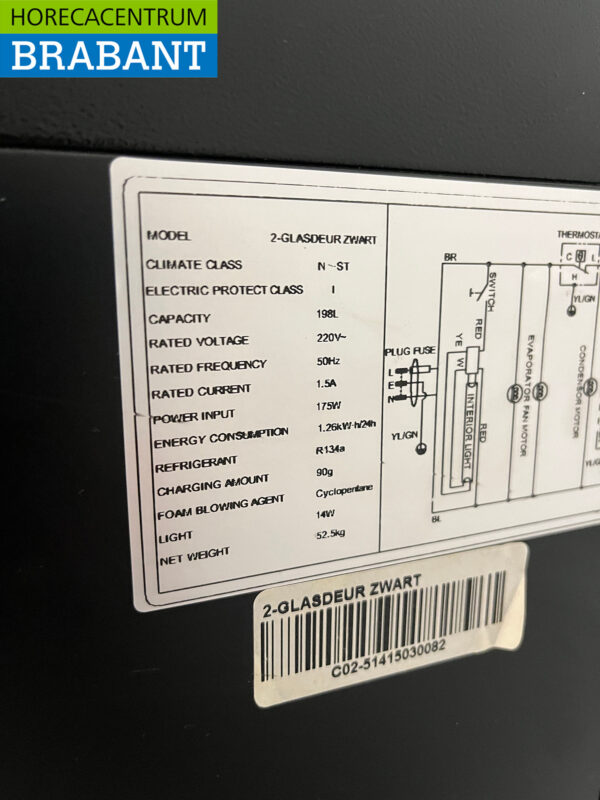 HORECACENTRUM
BRABANT
MODEL 2-GLASDEUR ZWART
CLIMATE CLASS N~ST
ELECTRIC PROTECT CLASS I
CAPACITY 198L
RATED VOLTAGE 220V~
RATED FREQUENCY 50Hz
RATED CURRENT 1.5A
POWER INPUT 175W
ENERGY CONSUMPTION 1.26kW·h/24h
REFRIGERANT R134a
CHARGING AMOUNT 90g
FOAM BLOWING AGENT Cyclopentane
LIGHT 14W
NET WEIGHT 52.5kg
THERMOSTA
BR
C L
H
YL/GN
SWITCH
RED
YE
W
PLUG FUSE
L
E
N
YL/GN
INTERIOR LIGHT
RED
EVAPORATOR FAN MOTOR
CONDENSOR MOTOR
YL/G
BL
2-GLASDEUR ZWART
C02-51415030082